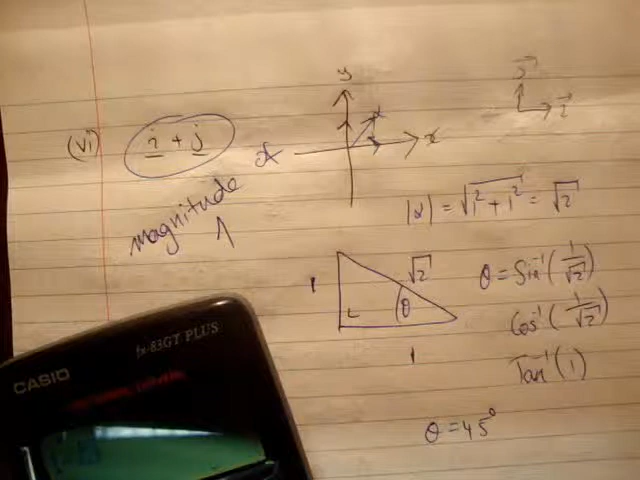 y
j
i
(vi) i + j
x
magnitude
1
|α| = √1² + 1² = √2
1
√2
θ
1
θ = Sin⁻¹(1/√2)
Cos⁻¹(1/√2)
Tan⁻¹(1)
θ = 45°
CASIO
fx-83GT PLUS